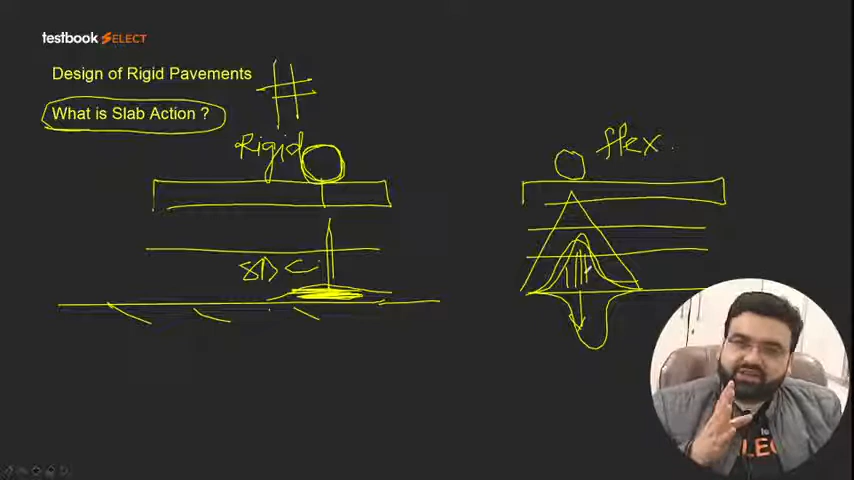 testbook SELECT
Design of Rigid Pavements
What is Slab Action ?
Rigid
flex.